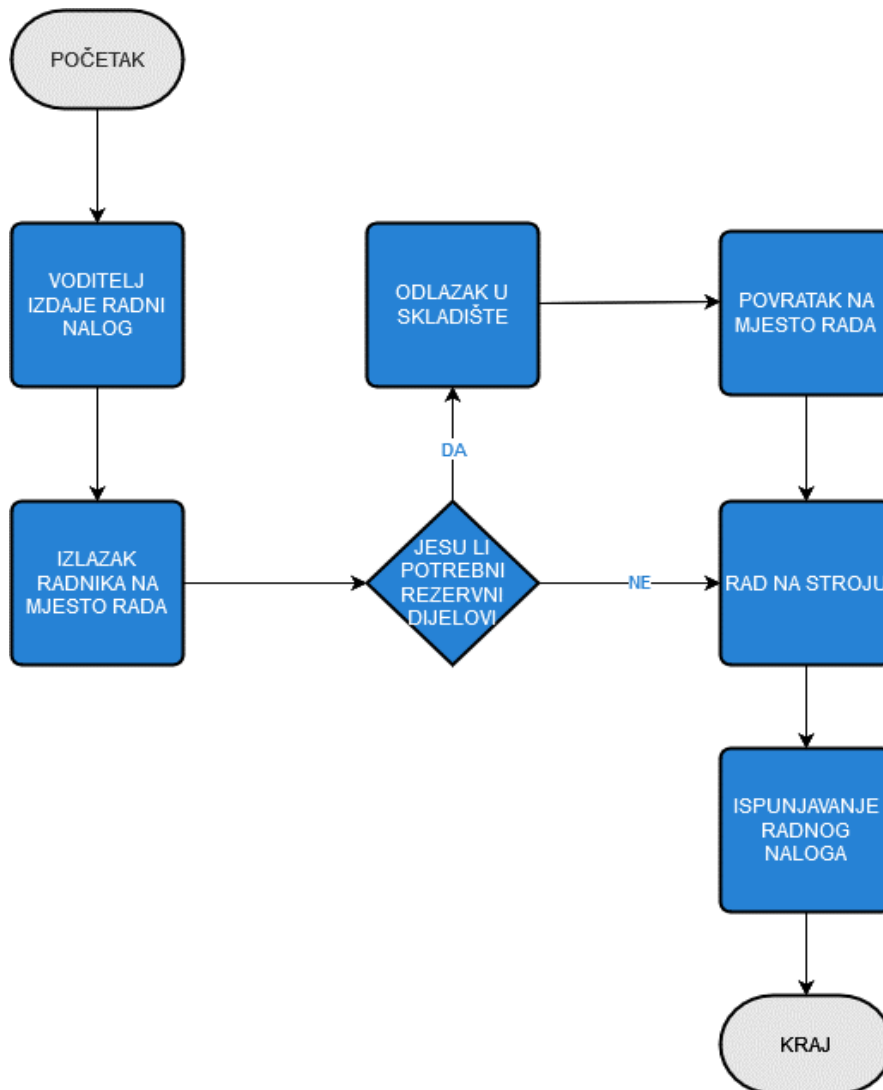 POČETAK
VODITELJ
IZDAJE RADNI
NALOG
IZLAZAK
RADNIKA NA
MJESTO RADA
JESU LI
POTREBNI
REZERVNI
DIJELOVI
DA
ODLAZAK U
SKLADIŠTE
POVRATAK NA
MJESTO RADA
NE
RAD NA STROJU
ISPUNJAVANJE
RADNOG
NALOGA
KRAJ